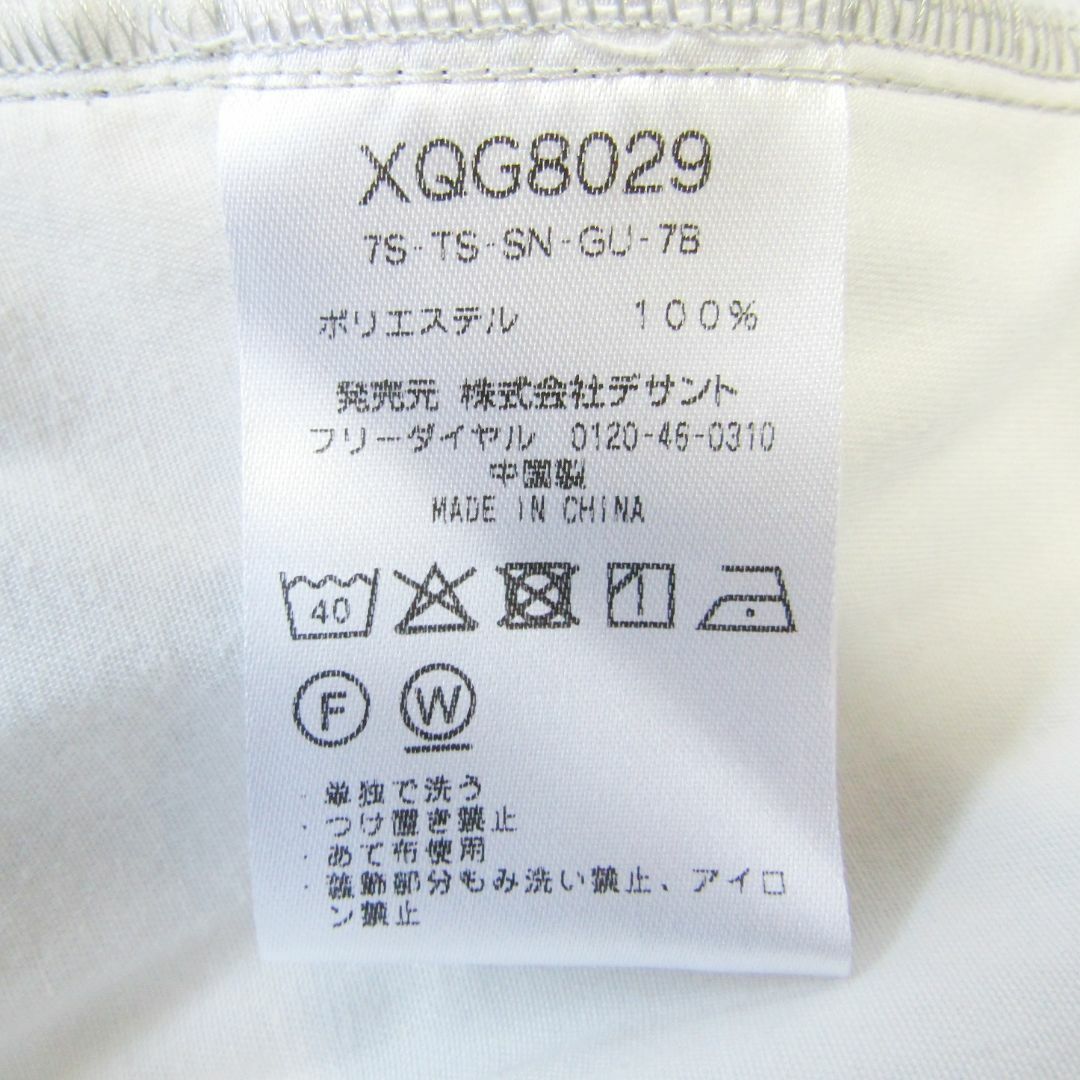 XQG8029
7S-TS-SN-GU-7B
ポリエステル 100%
発売元 株式会社デサント
フリーダイヤル 0120-46-0310
中国製
MADE IN CHINA
40
F W
・単独で洗う
・つけ置き禁止
・あて布使用
・装飾部分もみ洗い禁止、アイロ
ン禁止